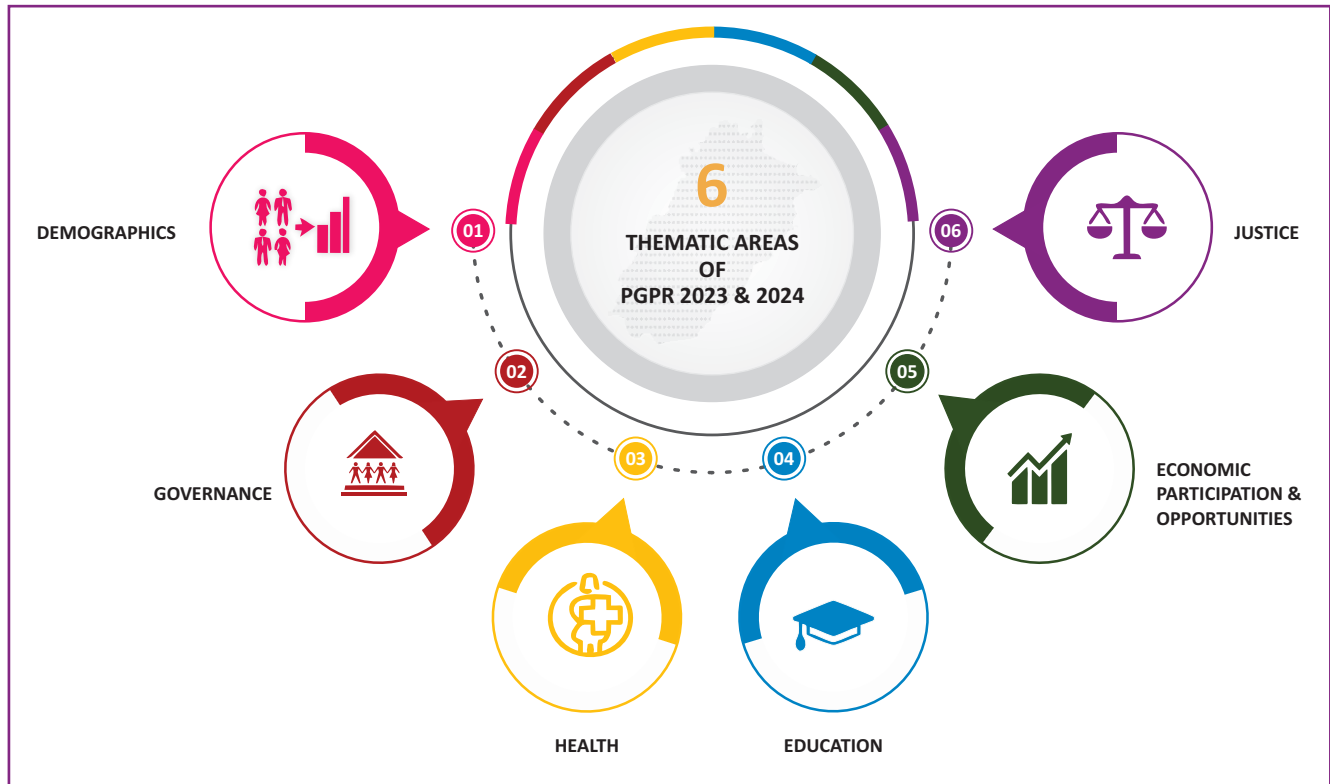 6
THEMATIC AREAS
OF
PGPR 2023 & 2024
01
DEMOGRAPHICS
02
GOVERNANCE
03
HEALTH
04
EDUCATION
05
ECONOMIC
PARTICIPATION &
OPPORTUNITIES
06
JUSTICE